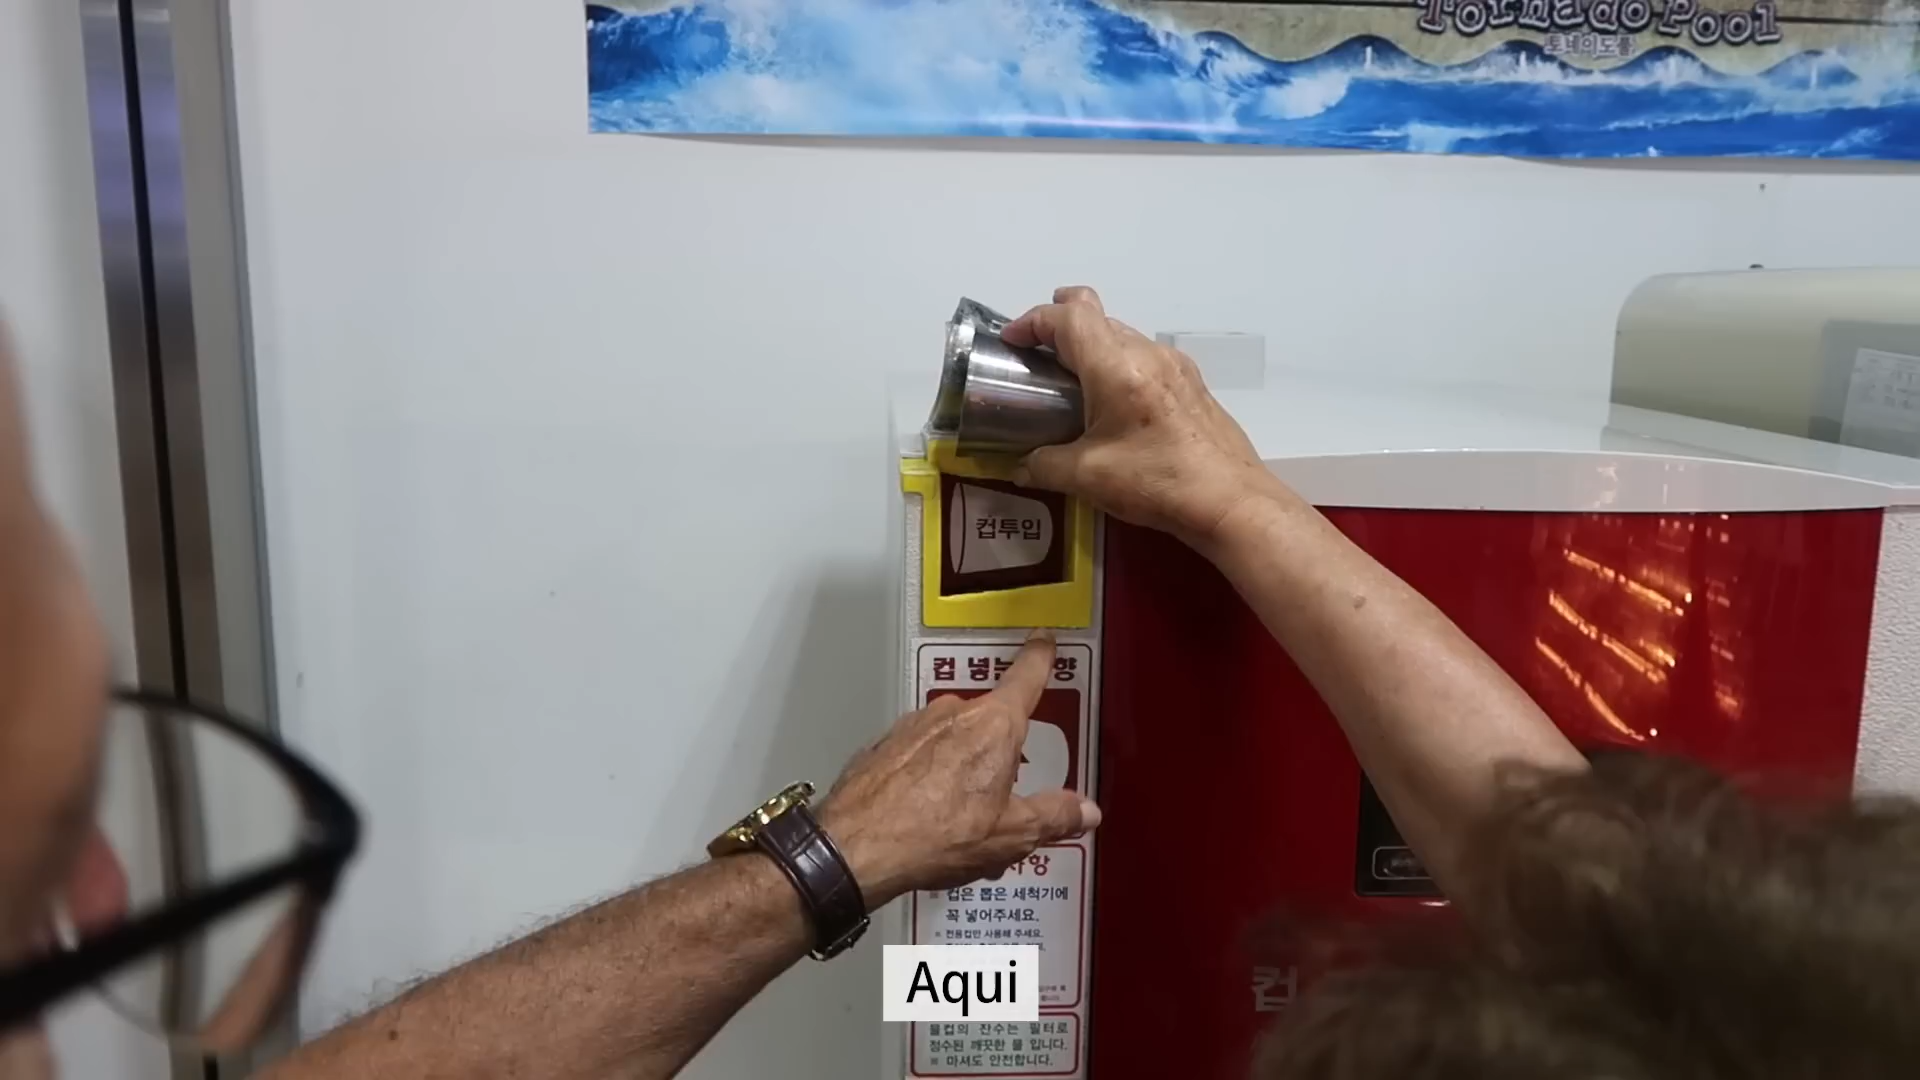 Tornado Pool
토네이도풀
컵투입
컵 넣는 향
사항
※ 컵은 뽑은 세척기에
꼭 넣어주세요.
※ 전용컵만 사용해 주세요.
물컵의 잔수는 필터로
정수된 깨끗한 물 입니다.
※ 마셔도 안전합니다.
컵
Aqui